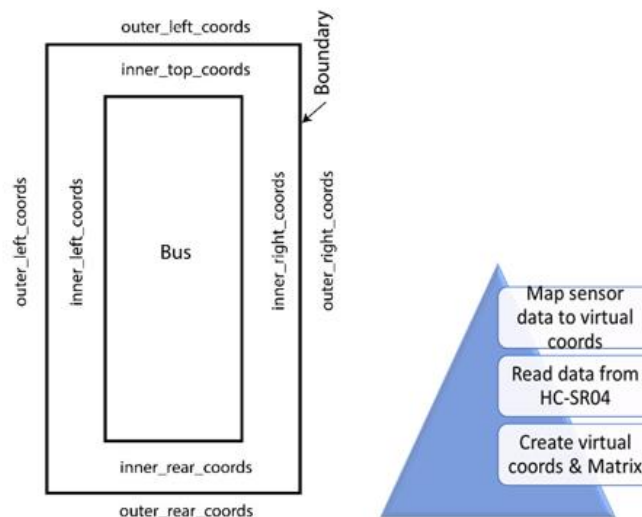 outer_left_coords
inner_top_coords
Boundary
outer_left_coords
inner_left_coords
Bus
inner_right_coords
outer_right_coords
inner_rear_coords
outer_rear_coords
Map sensor
data to virtual
coords
Read data from
HC-SR04
Create virtual
coords & Matrix